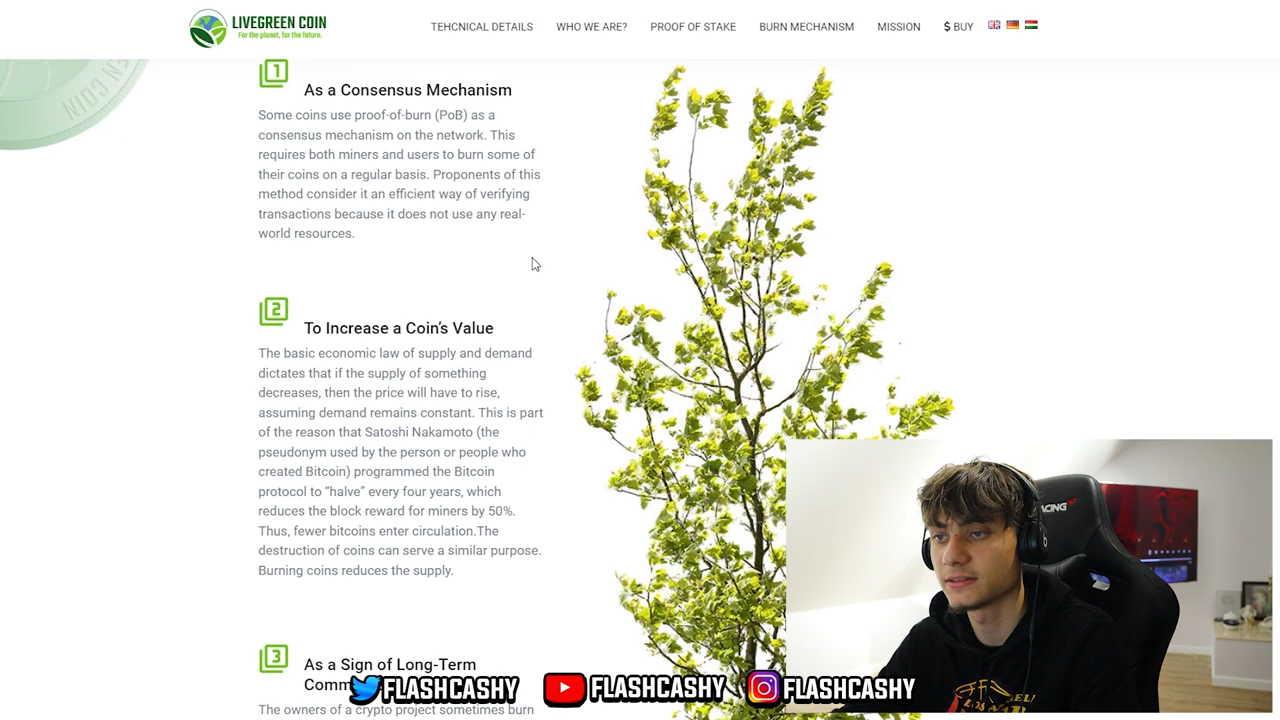 LIVEGREEN COIN
For the planet, for the future.
TEHCNICAL DETAILS
WHO WE ARE?
PROOF OF STAKE
BURN MECHANISM
MISSION
$ BUY
COIN
1
As a Consensus Mechanism
Some coins use proof-of-burn (PoB) as a
consensus mechanism on the network. This
requires both miners and users to burn some of
their coins on a regular basis. Proponents of this
method consider it an efficient way of verifying
transactions because it does not use any real-
world resources.
2
To Increase a Coin’s Value
The basic economic law of supply and demand
dictates that if the supply of something
decreases, then the price will have to rise,
assuming demand remains constant. This is part
of the reason that Satoshi Nakamoto (the
pseudonym used by the person or people who
created Bitcoin) programmed the Bitcoin
protocol to “halve” every four years, which
reduces the block reward for miners by 50%.
Thus, fewer bitcoins enter circulation.The
destruction of coins can serve a similar purpose.
Burning coins reduces the supply.
3
As a Sign of Long-Term
Comm
The owners of a crypto project sometimes burn
FLASHCASHY
FLASHCASHY
FLASHCASHY
ACING